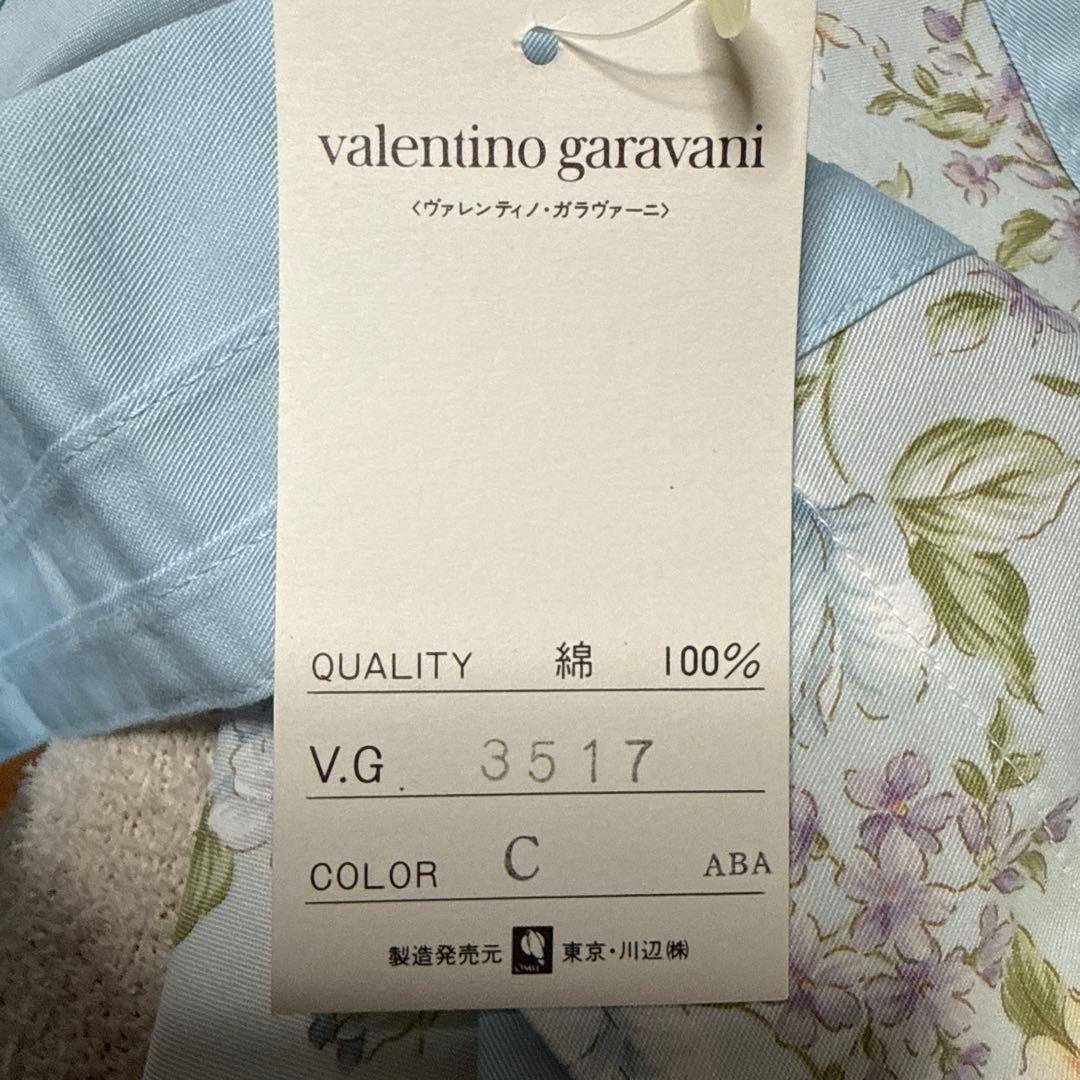 valentino garavani
〈ヴァレンティノ・ガラヴァーニ〉
QUALITY 綿 100%
V.G 3517
COLOR C ABA
製造発売元 東京・川辺㈱